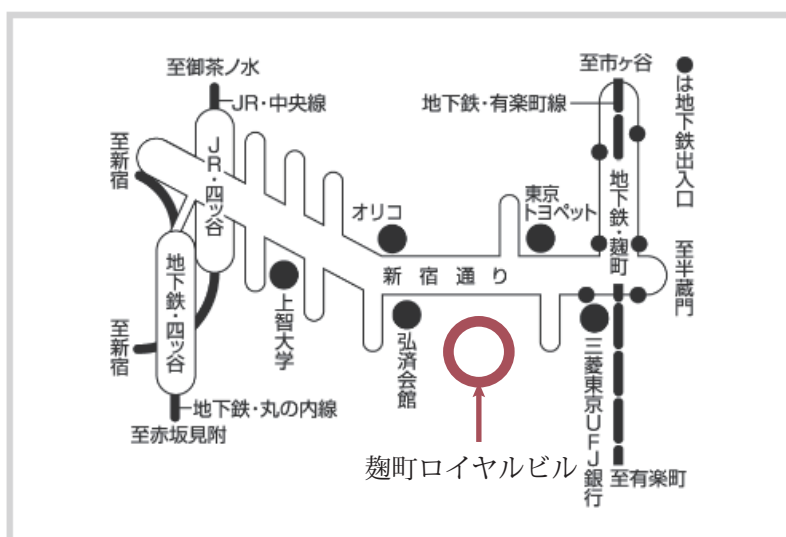 至御茶ノ水
JR・中央線
至新宿
JR・四ツ谷
地下鉄・四ツ谷
至新宿
地下鉄・丸の内線
至赤坂見附
上智大学
オリコ
新宿通り
弘済会館
麹町ロイヤルビル
東京
トヨペット
至市ヶ谷
地下鉄・有楽町線
地下鉄・麹町
●は地下鉄出入口
至半蔵門
三菱東京UFJ銀行
至有楽町